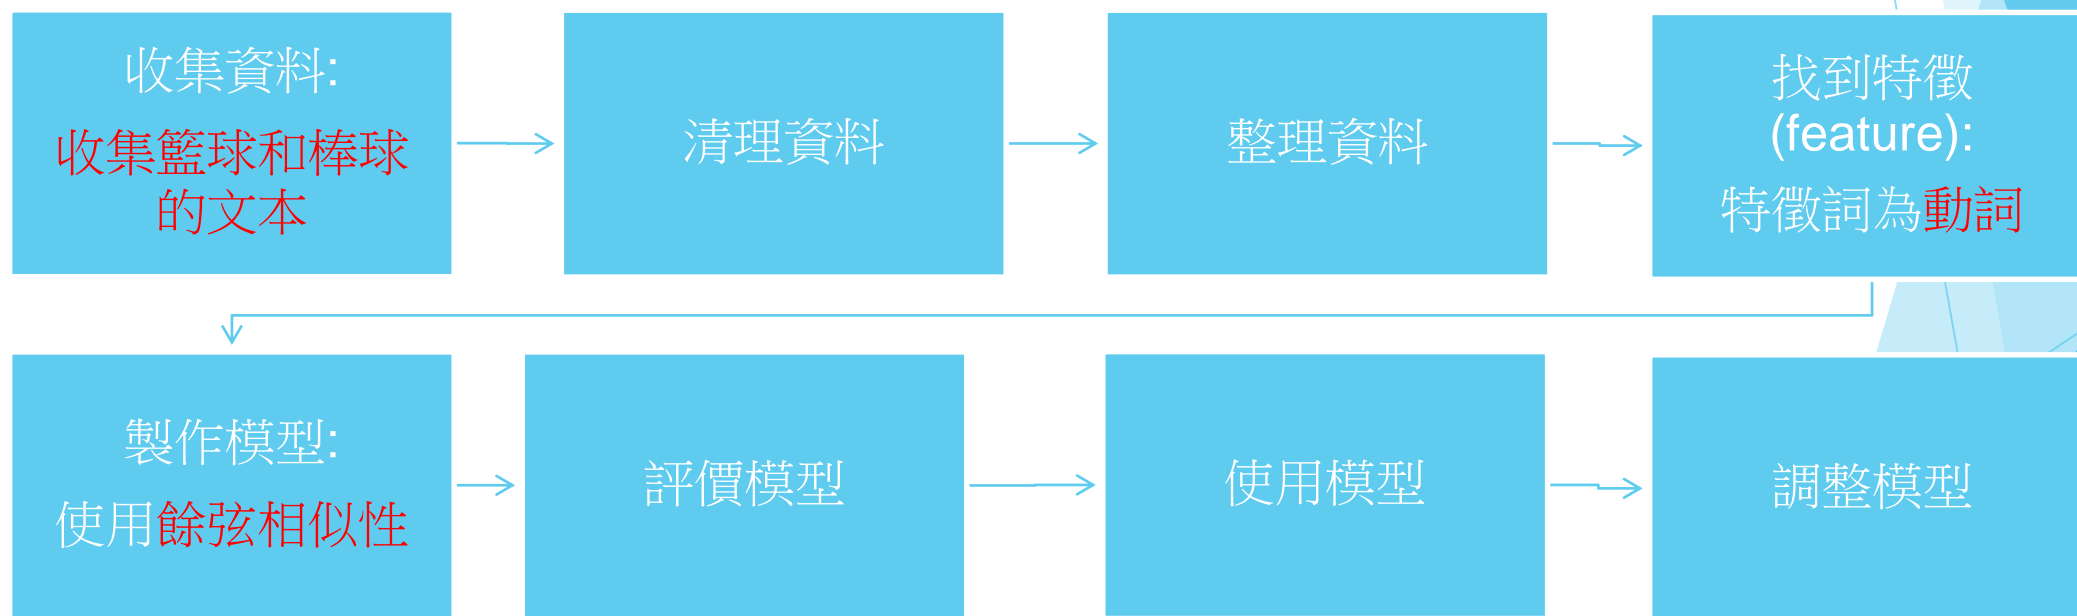 收集資料:
收集籃球和棒球
的文本
清理資料
整理資料
找到特徵
(feature):
特徵詞為動詞
製作模型:
使用餘弦相似性
評價模型
使用模型
調整模型